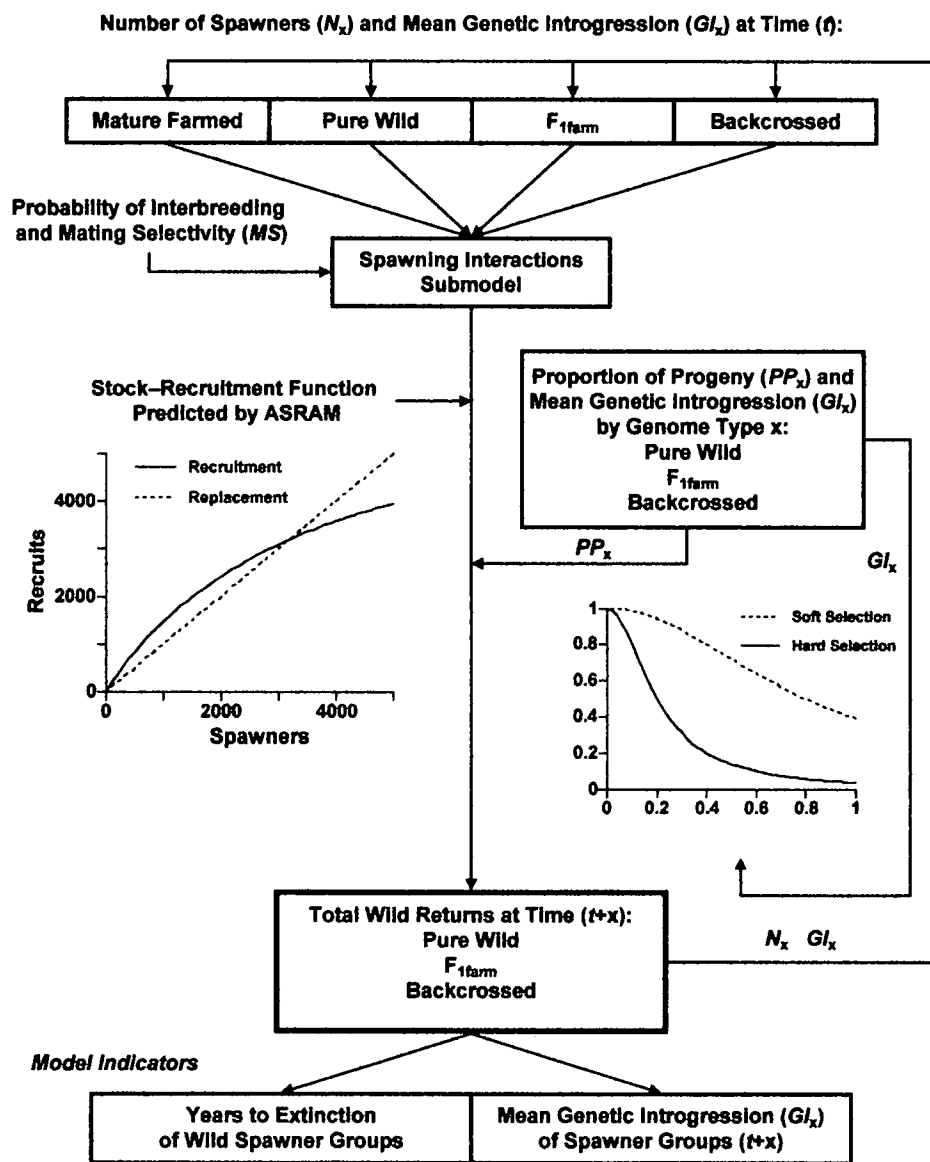 Number of Spawners (Nx) and Mean Genetic Introgression (GIx) at Time (t):
Mature Farmed
Pure Wild
F1farm
Backcrossed
Probability of Interbreeding
and Mating Selectivity (MS)
Spawning Interactions
Submodel
Stock–Recruitment Function
Predicted by ASRAM
Proportion of Progeny (PPx) and
Mean Genetic Introgression (GIx)
by Genome Type x:
Pure Wild
F1farm
Backcrossed
PPx
GIx
Recruitment
Replacement
4000
2000
0
Recruits
0 2000 4000
Spawners
Soft Selection
Hard Selection
1
0.8
0.6
0.4
0.2
0
0 0.2 0.4 0.6 0.8 1
Total Wild Returns at Time (t+x):
Pure Wild
F1farm
Backcrossed
Nx GIx
Model Indicators
Years to Extinction
of Wild Spawner Groups
Mean Genetic Introgression (GIx)
of Spawner Groups (t+x)